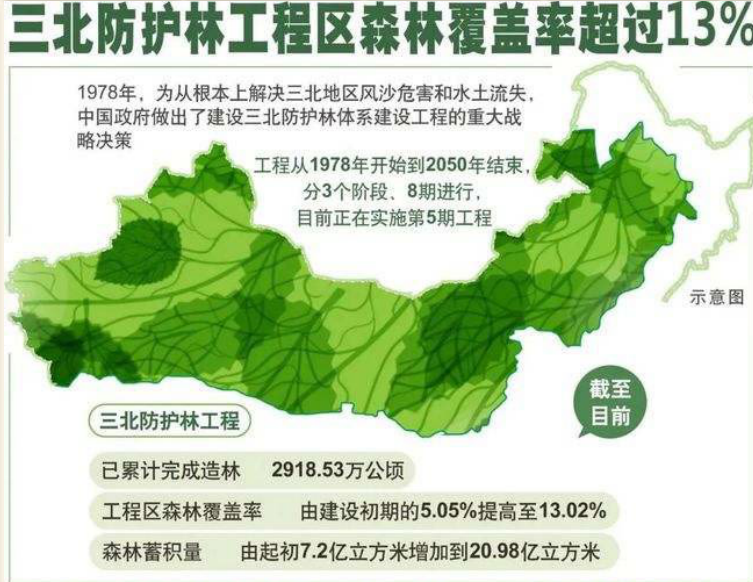 三北防护林工程区森林覆盖率超过13%
1978年，为从根本上解决三北地区风沙危害和水土流失，
中国政府做出了建设三北防护林体系建设工程的重大战
略决策
工程从1978年开始到2050年结束，
分3个阶段、8期进行，
目前正在实施第5期工程
示意图
截至
目前
三北防护林工程
已累计完成造林 2918.53万公顷
工程区森林覆盖率 由建设初期的5.05%提高至13.02%
森林蓄积量 由起初7.2亿立方米增加到20.98亿立方米